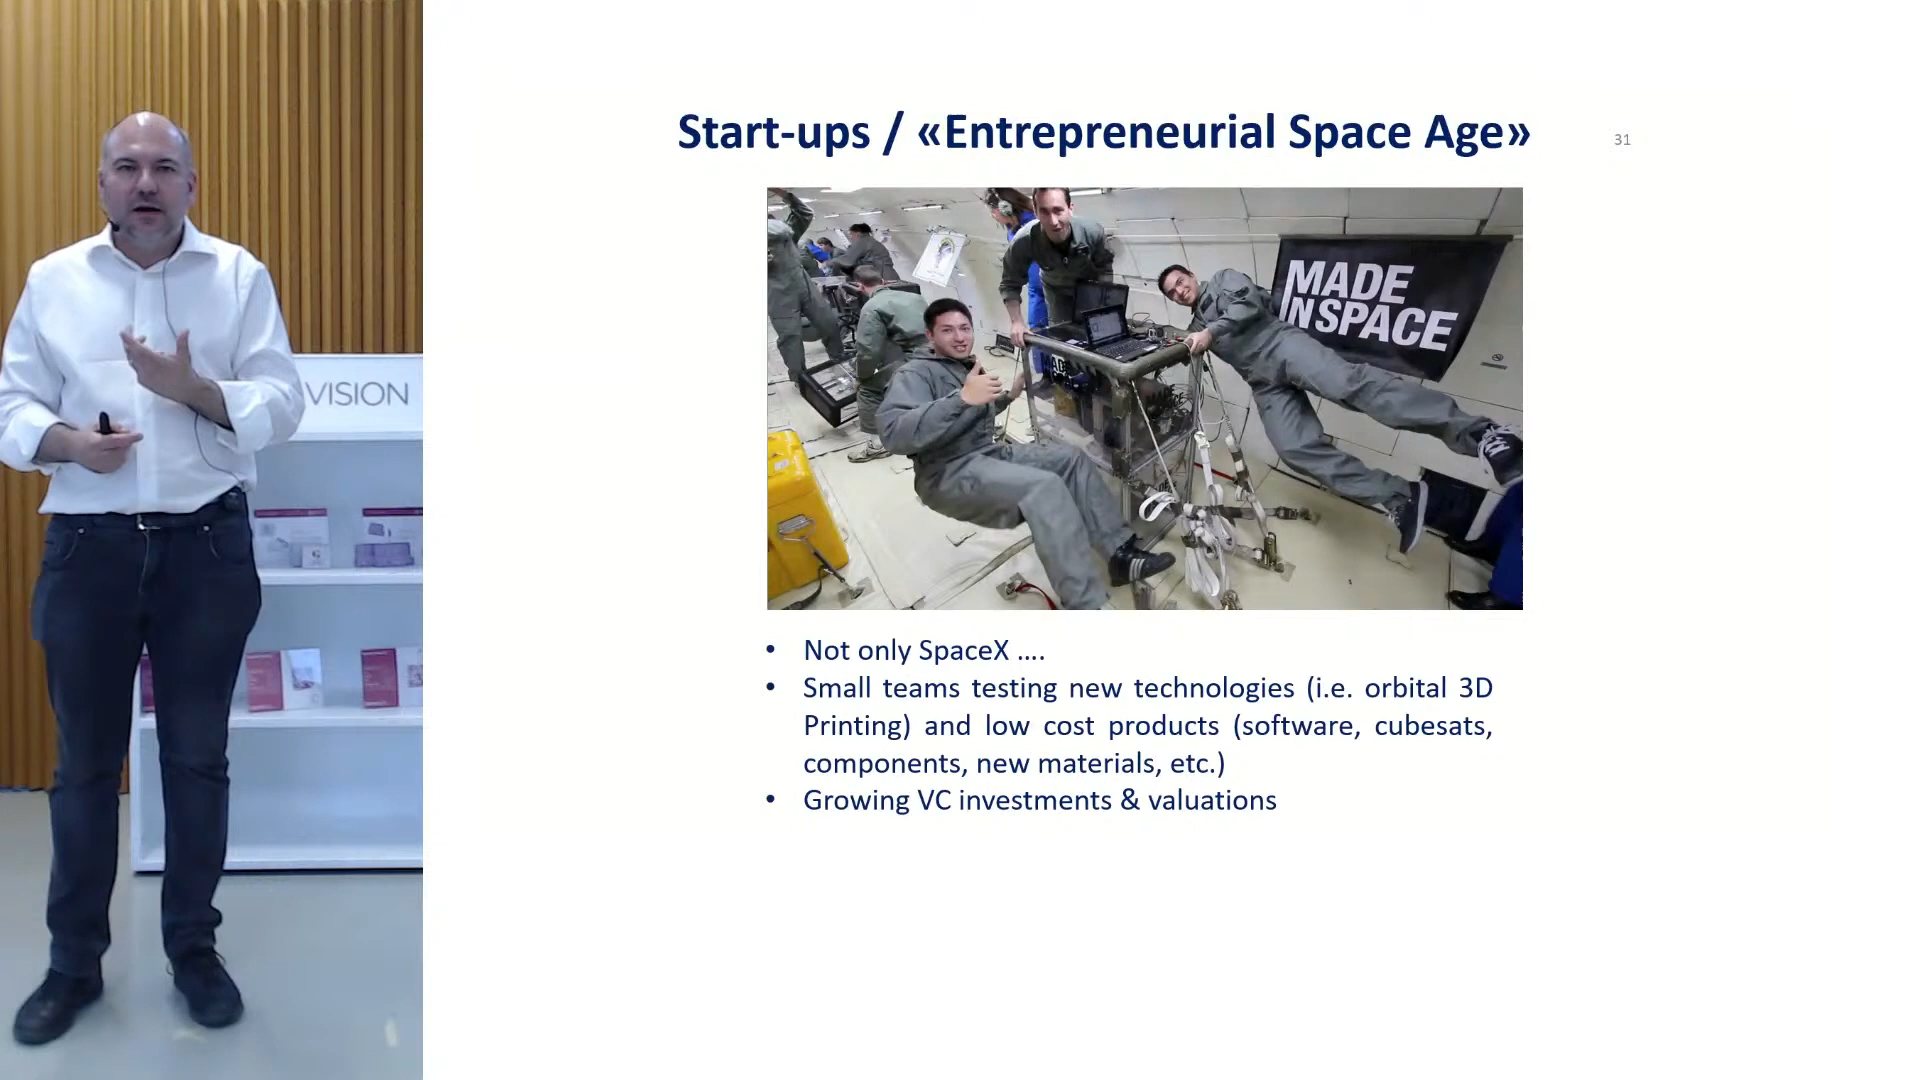 Start-ups / «Entrepreneurial Space Age»
31
MADE
IN SPACE
VISION
• Not only SpaceX ....
• Small teams testing new technologies (i.e. orbital 3D
Printing) and low cost products (software, cubesats,
components, new materials, etc.)
• Growing VC investments & valuations